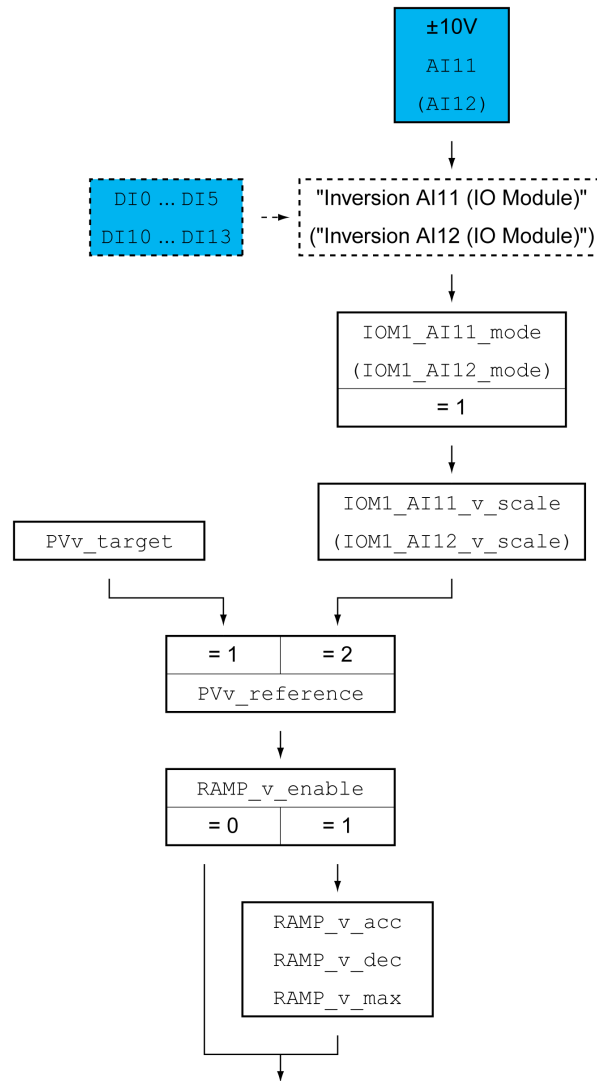 ±10V
AI11
(AI12)
DI0 ... DI5
DI10 ... DI13
"Inversion AI11 (IO Module)"
("Inversion AI12 (IO Module)")
IOM1_AI11_mode
(IOM1_AI12_mode)
= 1
IOM1_AI11_v_scale
(IOM1_AI12_v_scale)
PVv_target
= 1 = 2
PVv_reference
RAMP_v_enable
= 0 = 1
RAMP_v_acc
RAMP_v_dec
RAMP_v_max